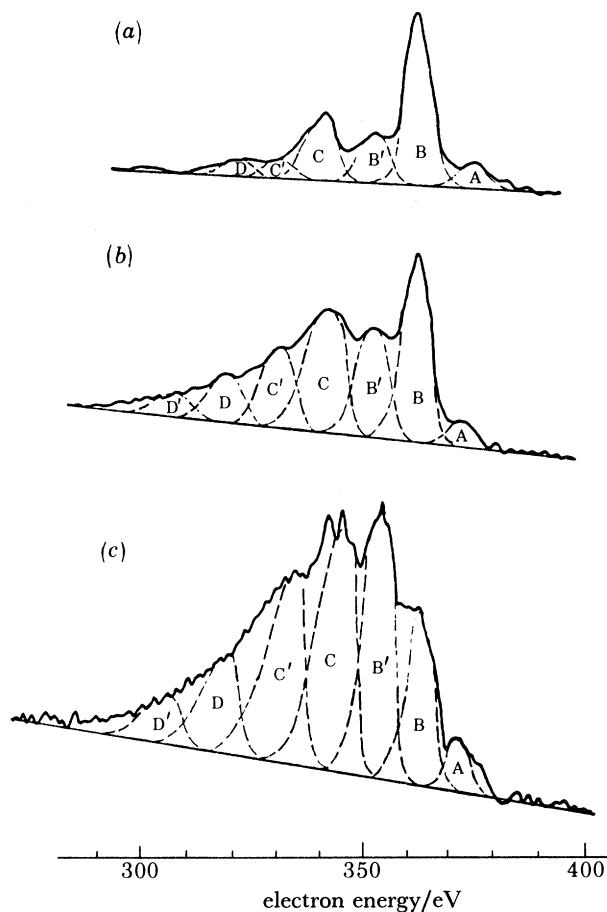 (a)
D C' C B' B A
(b)
D' D C' C B' B A
(c)
D' D C' C B' B A
300 350 400
electron energy/eV